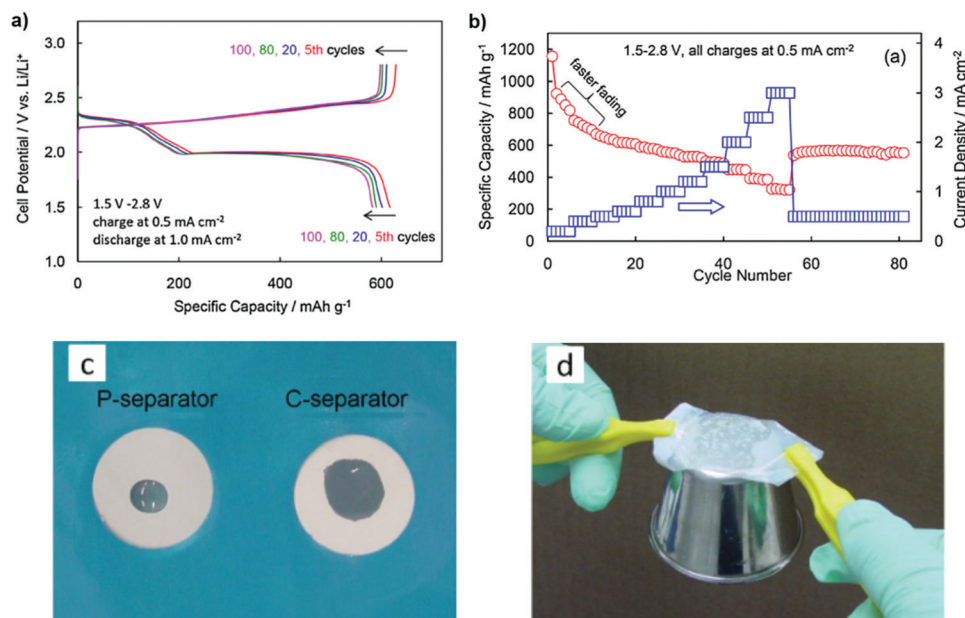 a)
Cell Potential / V vs. Li/Li⁺
3.0
2.5
2.0
1.5
1.0
100, 80, 20, 5th cycles
1.5 V -2.8 V
charge at 0.5 mA cm⁻²
discharge at 1.0 mA cm⁻²
100, 80, 20, 5th cycles
0 200 400 600
Specific Capacity / mAh g⁻¹
b)
Specific Capacity / mAh g⁻¹
1200
1000
800
600
400
200
0
1.5-2.8 V, all charges at 0.5 mA cm⁻²
(a)
faster fading
4
3
2
1
0
Current Density / mA cm⁻²
0 20 40 60 80
Cycle Number
c
P-separator C-separator
d